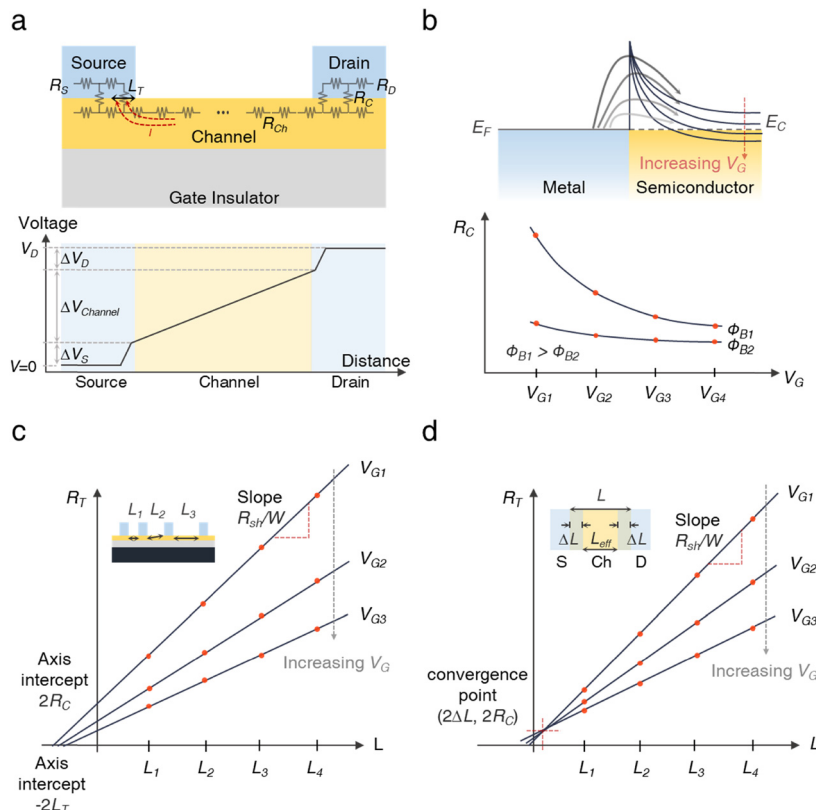 a
Source
Drain
R_S
L_T
R_D
R_C
I
...
R_Ch
Channel
Gate Insulator
Voltage
V_D
ΔV_D
ΔV_Channel
ΔV_S
V=0
Distance
Source
Channel
Drain
b
E_F
E_C
Increasing V_G
Metal
Semiconductor
R_C
Φ_B1
Φ_B2
Φ_B1 > Φ_B2
V_G1
V_G2
V_G3
V_G4
V_G
c
R_T
L_1
L_2
L_3
Slope
R_sh/W
V_G1
V_G2
V_G3
Increasing V_G
Axis
intercept
2R_C
L
L_1
L_2
L_3
L_4
Axis
intercept
-2L_T
d
R_T
L
ΔL
L_eff
ΔL
S
Ch
D
Slope
R_sh/W
V_G1
V_G2
V_G3
Increasing V_G
convergence
point
(2ΔL, 2R_C)
L
L_1
L_2
L_3
L_4